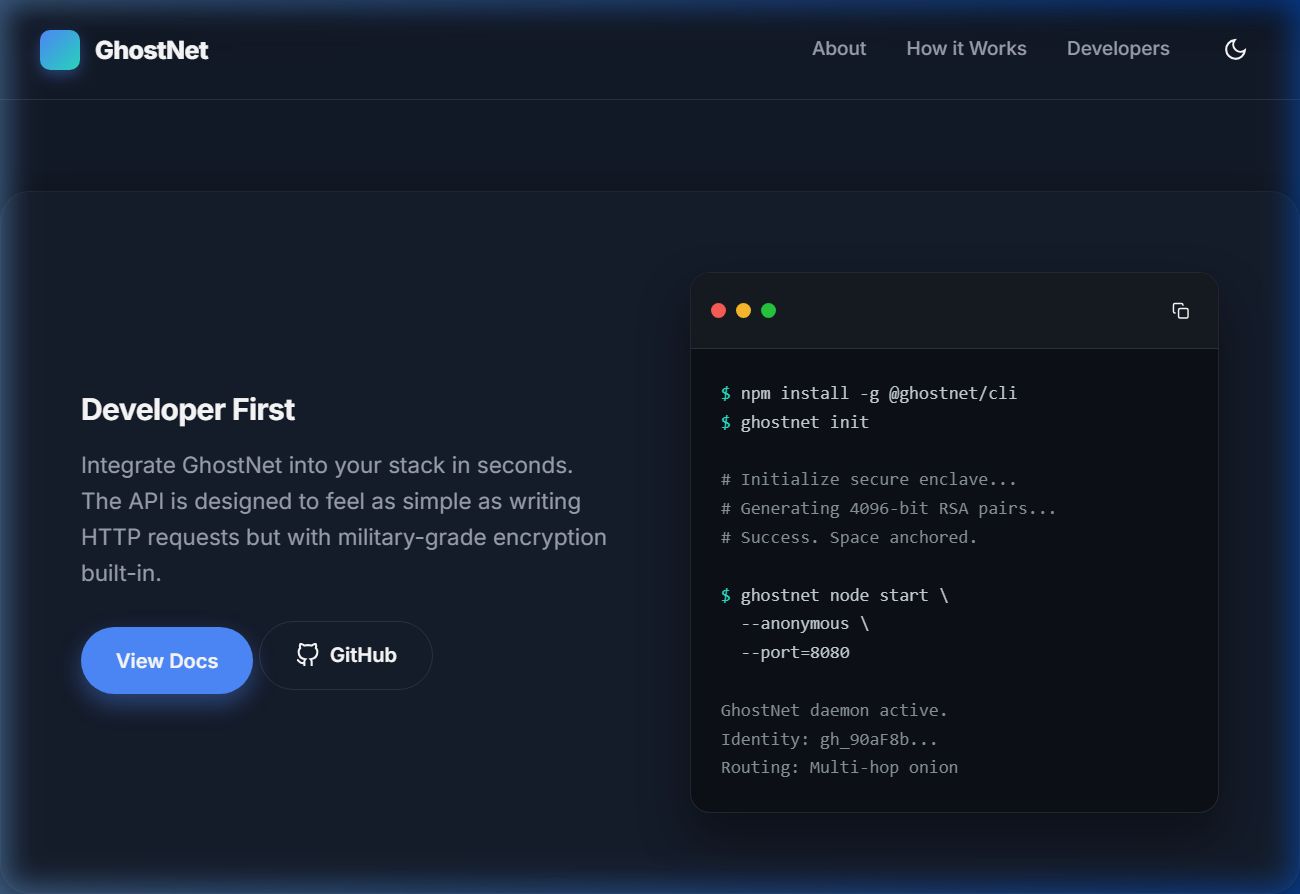 GhostNet
About
How it Works
Developers
Developer First
Integrate GhostNet into your stack in seconds.
The API is designed to feel as simple as writing
HTTP requests but with military-grade encryption
built-in.
View Docs
GitHub
$ npm install -g @ghostnet/cli
$ ghostnet init
# Initialize secure enclave...
# Generating 4096-bit RSA pairs...
# Success. Space anchored.
$ ghostnet node start \
--anonymous \
--port=8080
GhostNet daemon active.
Identity: gh_90aF8b...
Routing: Multi-hop onion